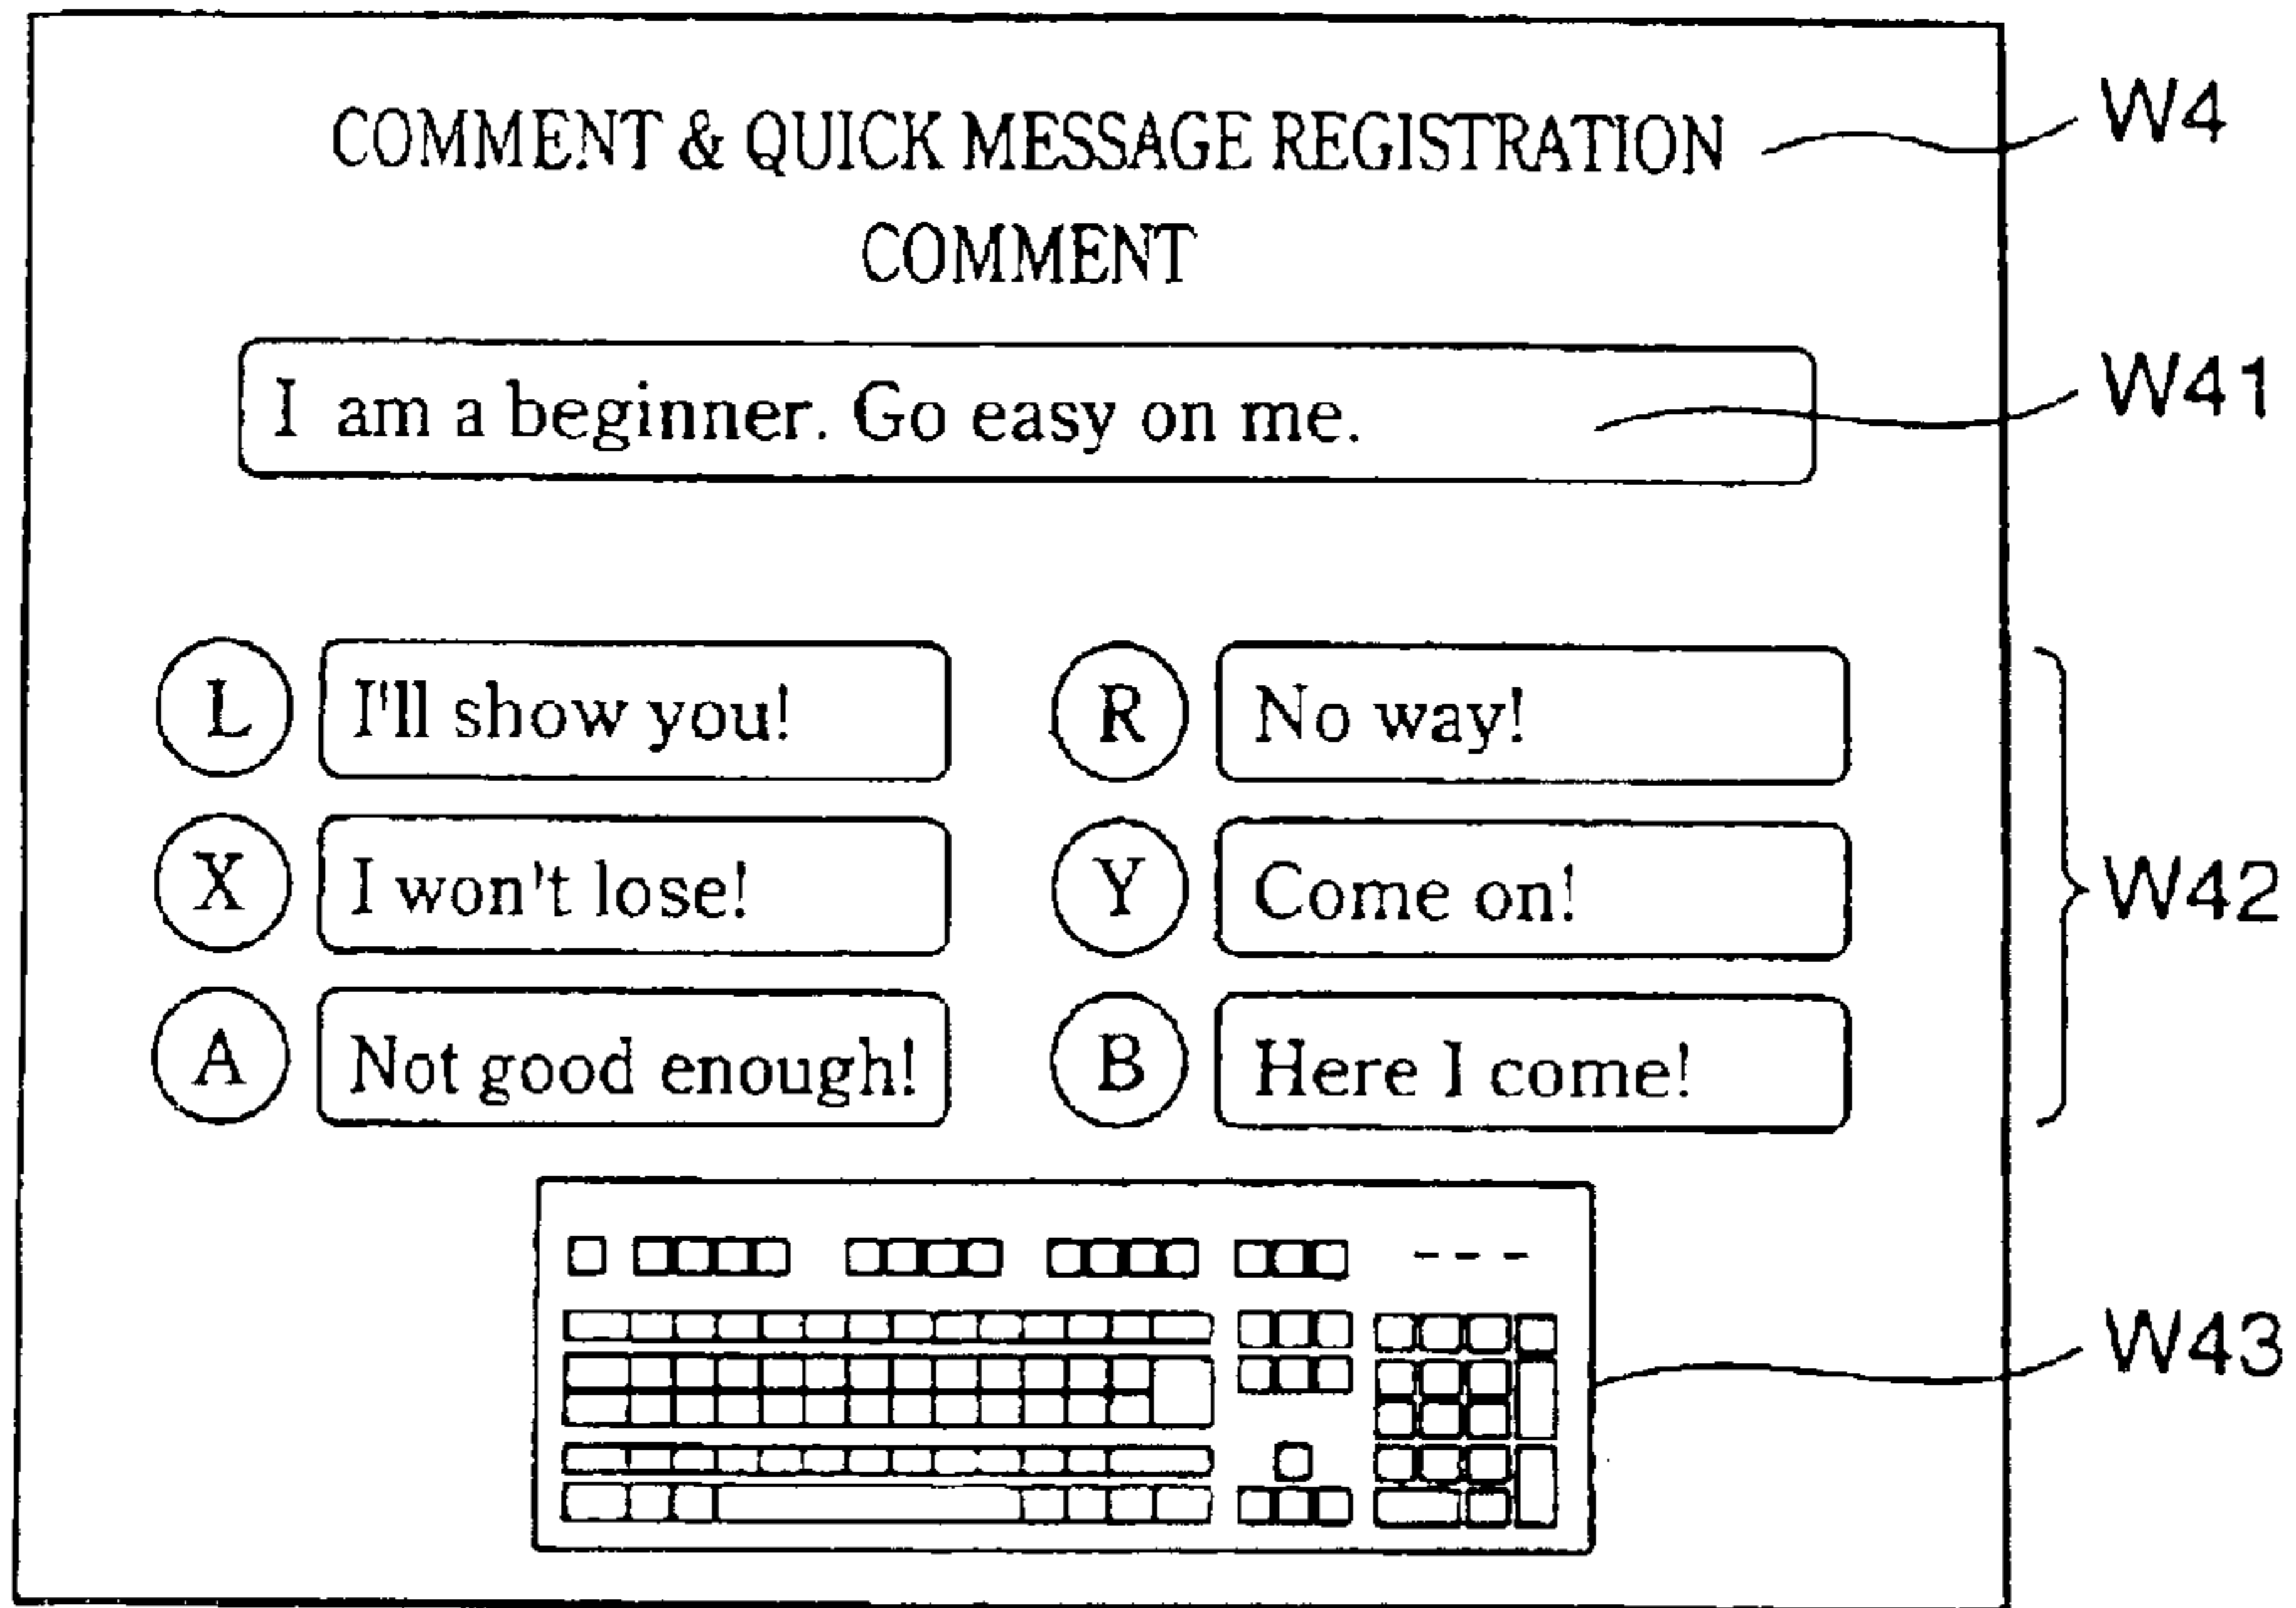 COMMENT & QUICK MESSAGE REGISTRATION W4
COMMENT
I am a beginner. Go easy on me. W41
L I'll show you! R No way!
X I won't lose! Y Come on! W42
A Not good enough! B Here I come!
W43